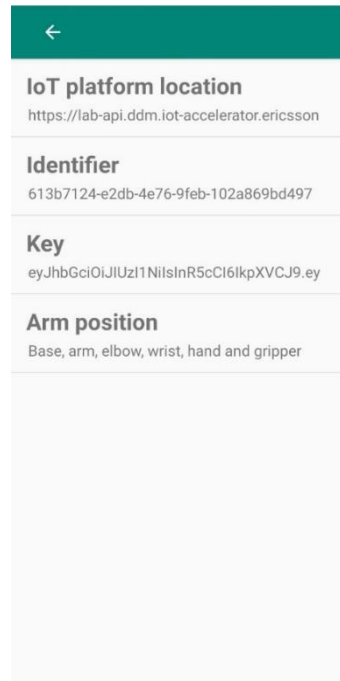 IoT platform location
https://lab-api.ddm.iot-accelerator.ericsson
Identifier
613b7124-e2db-4e76-9feb-102a869bd497
Key
eyJhbGciOiJIUzI1NiIsInR5cCI6IkpXVCJ9.ey
Arm position
Base, arm, elbow, wrist, hand and gripper